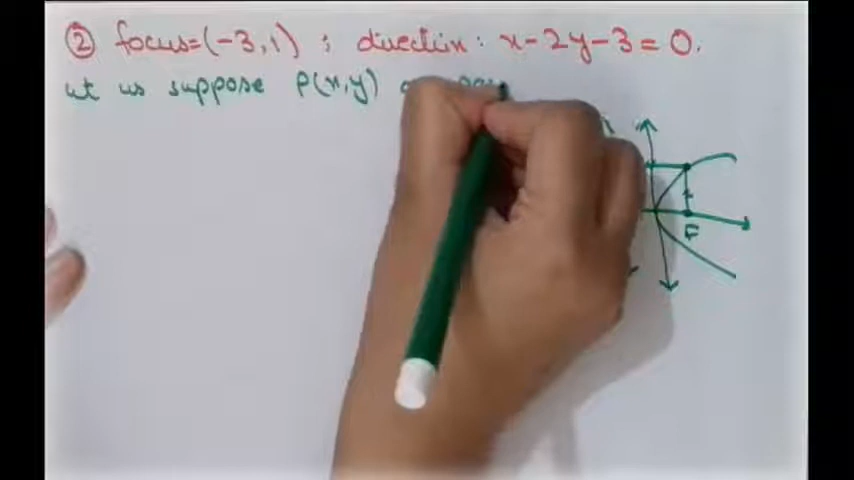 ② focus=(-3,1) ; directrix: x-2y-3=0.
Let us suppose P(x,y)
F